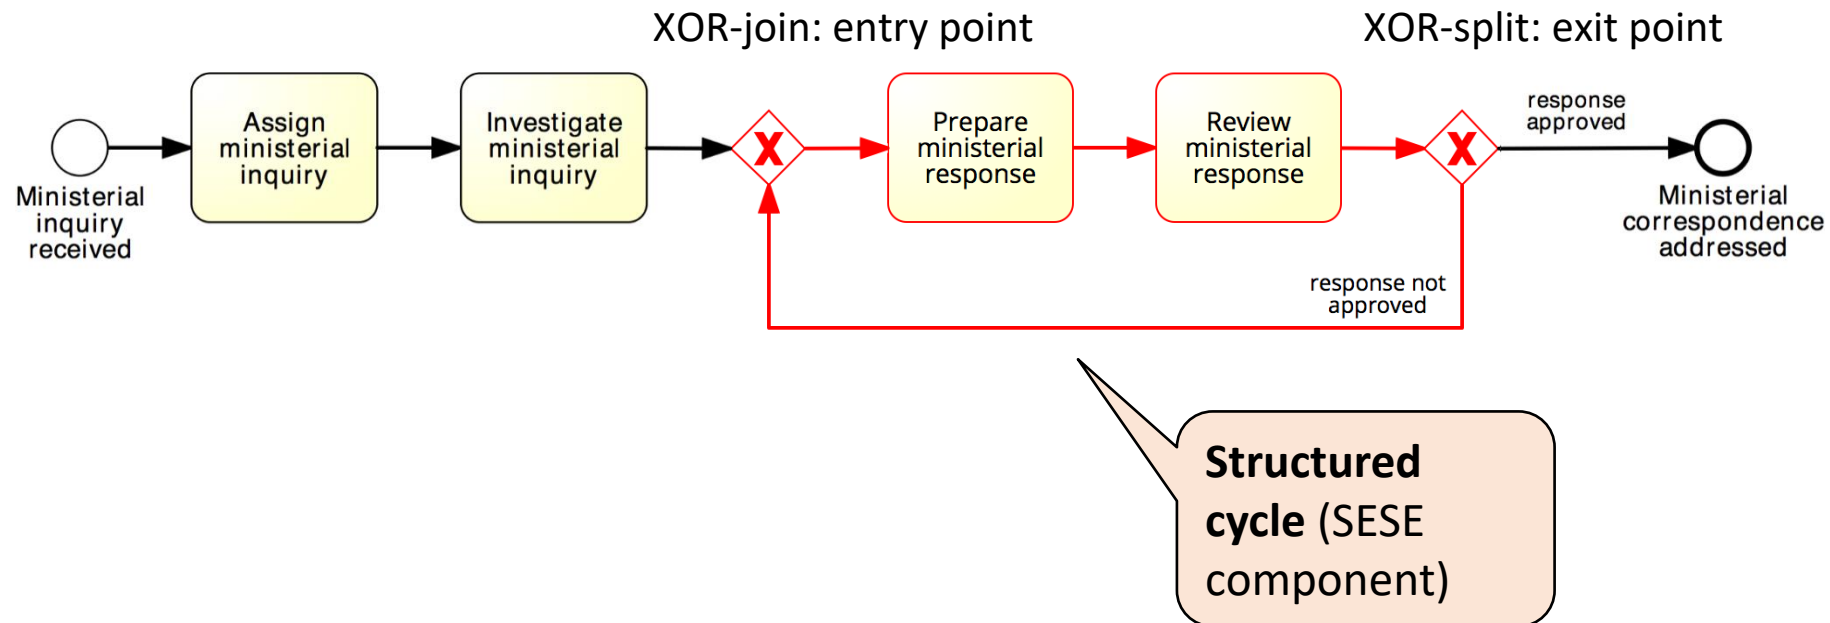 XOR-join: entry point
XOR-split: exit point
Ministerial
inquiry
received
Assign
ministerial
inquiry
Investigate
ministerial
inquiry
X
Prepare
ministerial
response
Review
ministerial
response
X
response
approved
Ministerial
correspondence
addressed
response not
approved
Structured
cycle (SESE
component)